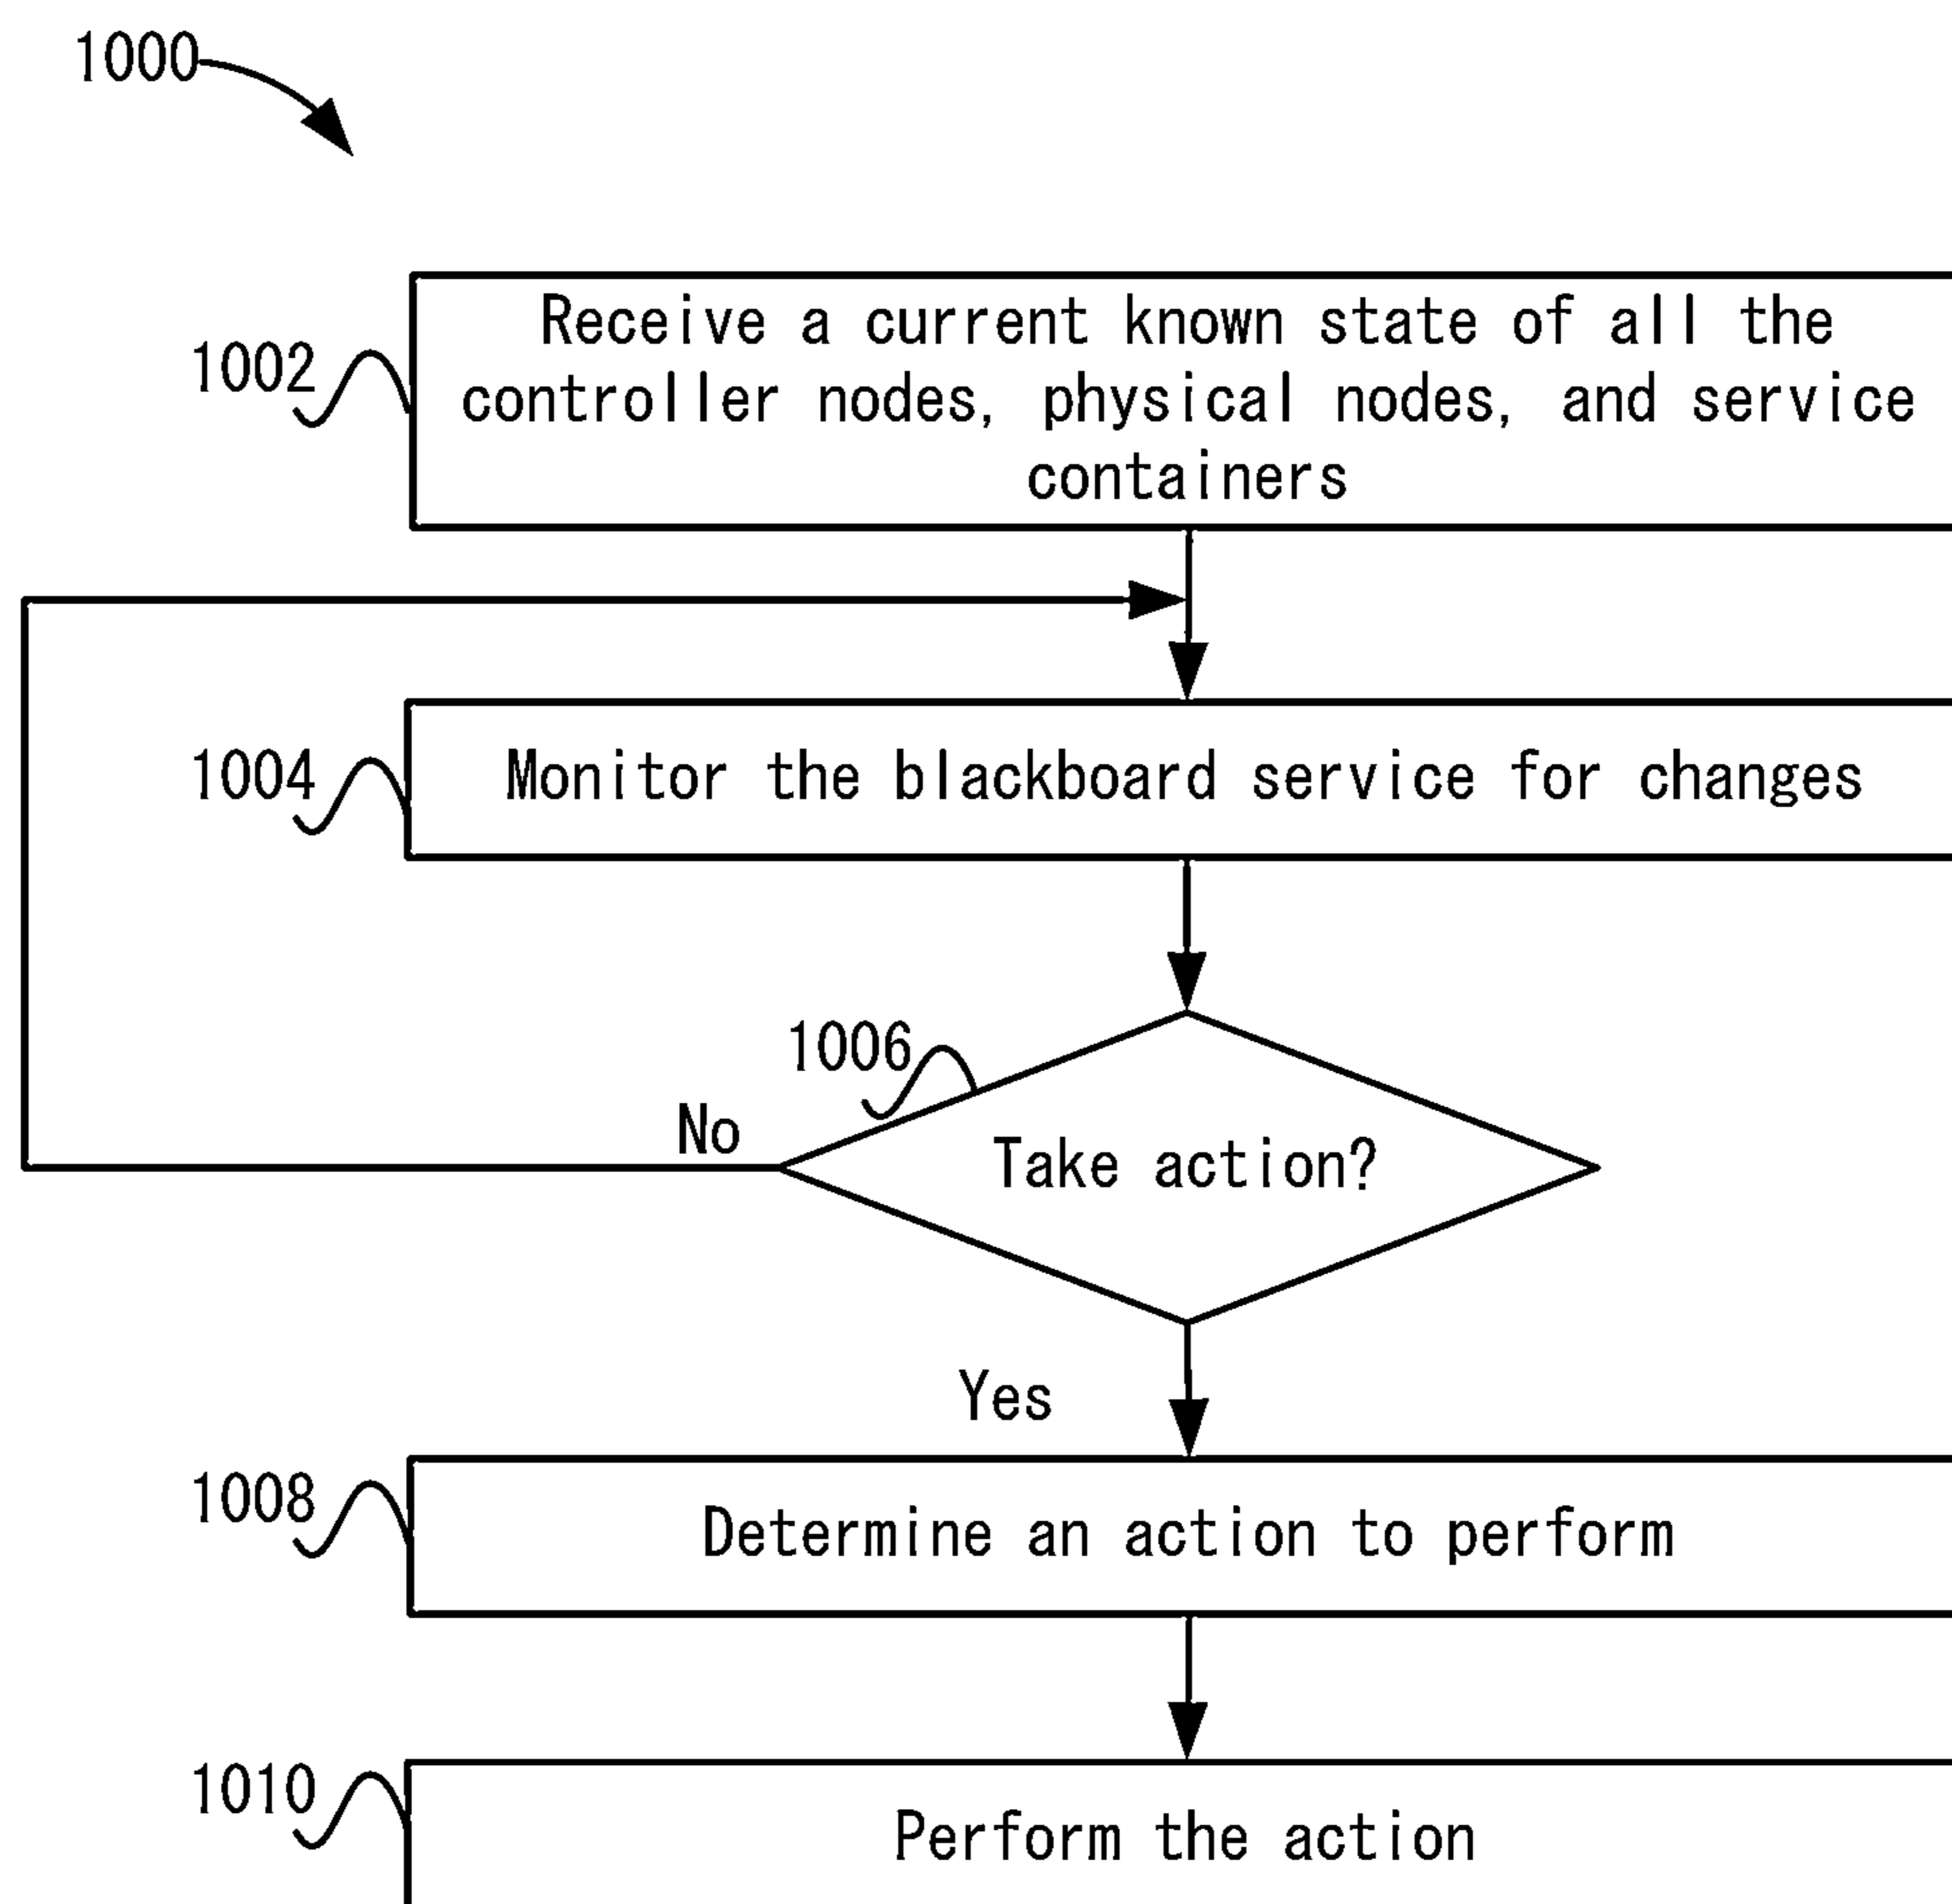 1000
1002
Receive a current known state of all the
controller nodes, physical nodes, and service
containers
1004
Monitor the blackboard service for changes
1006
No
Take action?
Yes
1008
Determine an action to perform
1010
Perform the action